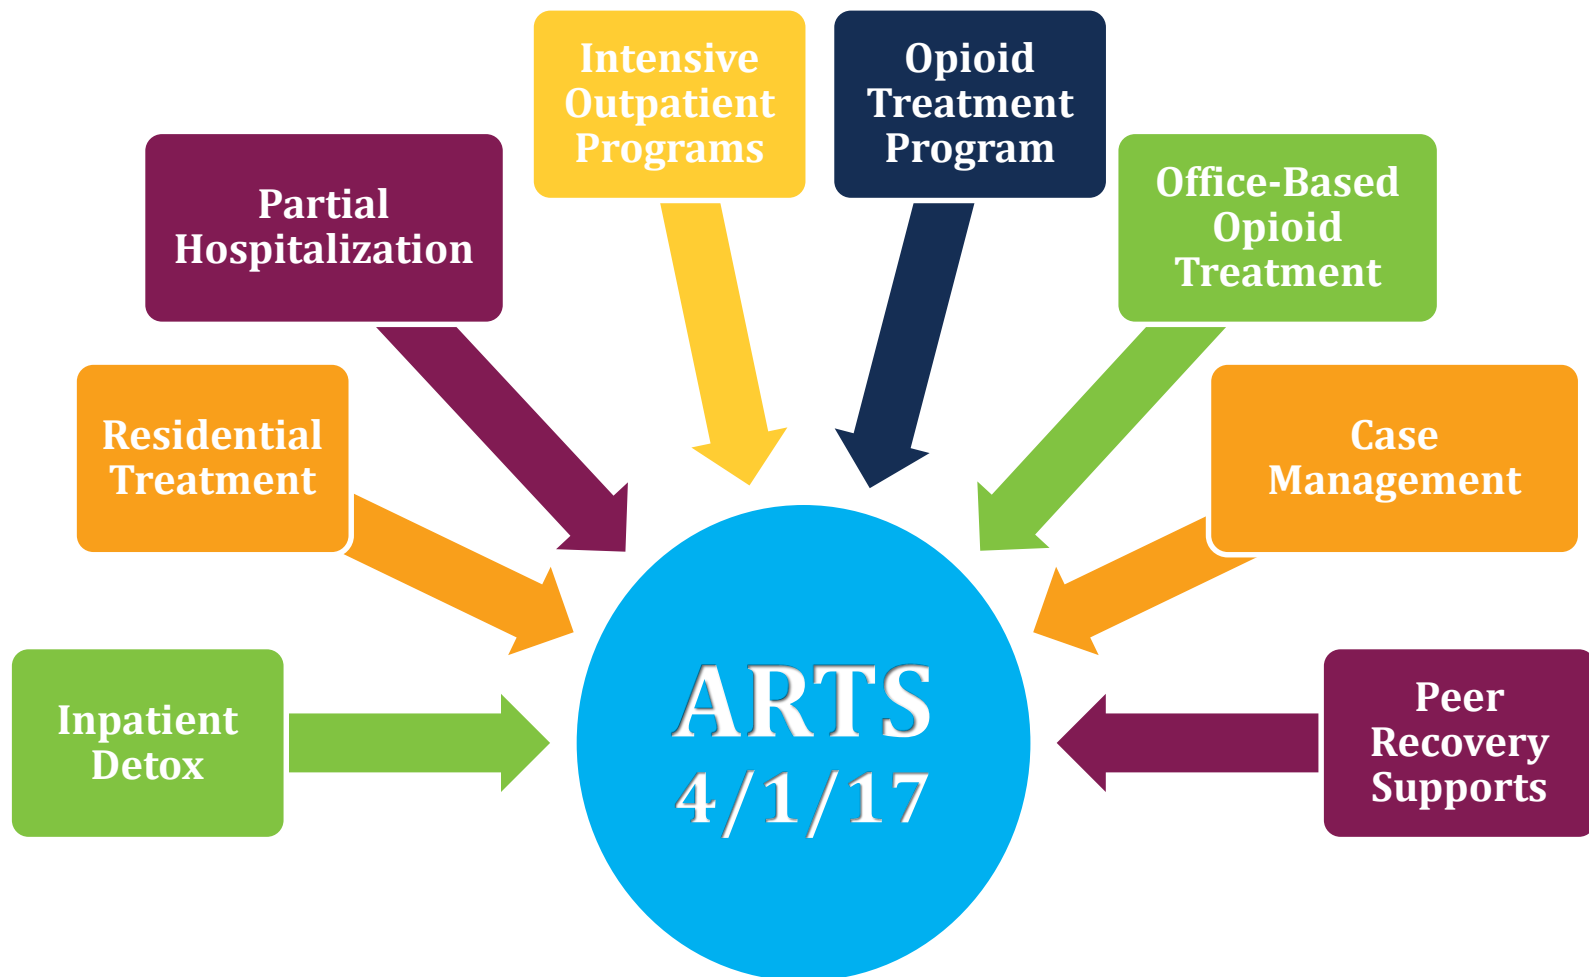 Intensive
Outpatient
Programs
Opioid
Treatment
Program
Partial
Hospitalization
Office-Based
Opioid
Treatment
Residential
Treatment
Case
Management
Inpatient
Detox
ARTS
4/1/17
Peer
Recovery
Supports